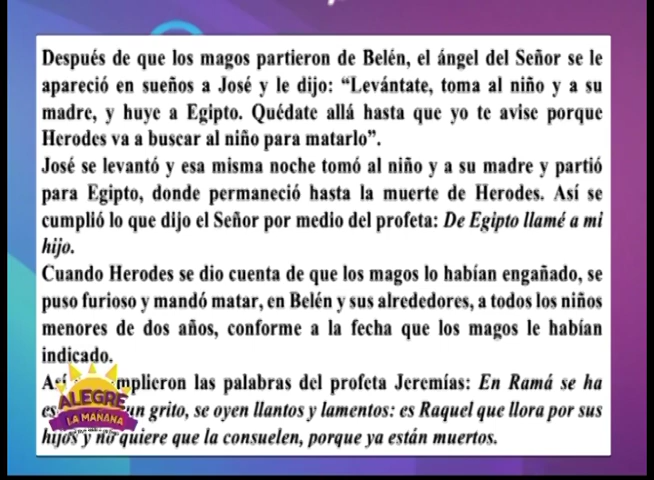 Después de que los magos partieron de Belén, el ángel del Señor se le
apareció en sueños a José y le dijo: “Levántate, toma al niño y a su
madre, y huye a Egipto. Quédate allá hasta que yo te avise porque
Herodes va a buscar al niño para matarlo”.
José se levantó y esa misma noche tomó al niño y a su madre y partió
para Egipto, donde permaneció hasta la muerte de Herodes. Así se
cumplió lo que dijo el Señor por medio del profeta: De Egipto llamé a mi
hijo.
Cuando Herodes se dio cuenta de que los magos lo habían engañado, se
puso furioso y mandó matar, en Belén y sus alrededores, a todos los niños
menores de dos años, conforme a la fecha que los magos le habían
indicado.
Así mplieron las palabras del profeta Jeremías: En Ramá se ha
es un grito, se oyen llantos y lamentos: es Raquel que llora por sus
hijos y no quiere que la consuelen, porque ya están muertos.
ALEGRE
LA MAÑANA